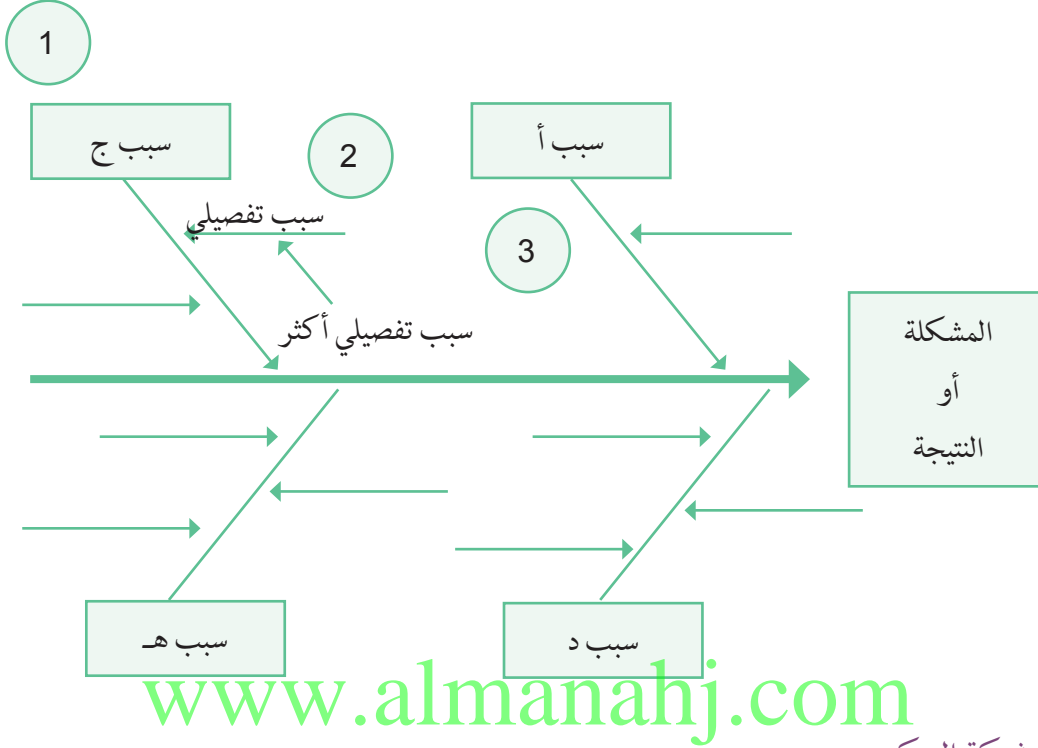 1
سبب أ
سبب ج
2
سبب تفصيلي
3
سبب تفصيلي أكثر
المشكلة
أو
النتيجة
سبب د
سبب هـ
www.almanahj.com